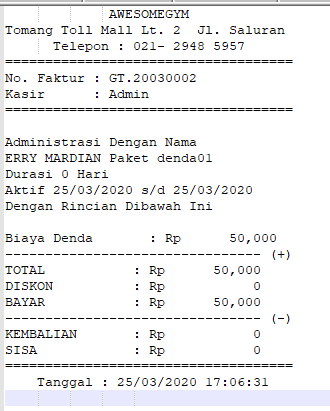 AWESOMEGYM
Tomang Toll Mall Lt. 2  Jl. Saluran
Telepon : 021- 2948 5957
===================================
No. Faktur : GT.20030002
Kasir      : Admin
===================================
Administrasi Dengan Nama
ERRY MARDIAN Paket denda01
Durasi 0 Hari
Aktif 25/03/2020 s/d 25/03/2020
Dengan Rincian Dibawah Ini
Biaya Denda       : Rp      50,000
------------------------------- (+)
TOTAL           : Rp      50,000
DISKON          : Rp           0
BAYAR           : Rp      50,000
------------------------------- (-)
KEMBALIAN       : Rp           0
SISA            : Rp           0
===================================
Tanggal : 25/03/2020 17:06:31